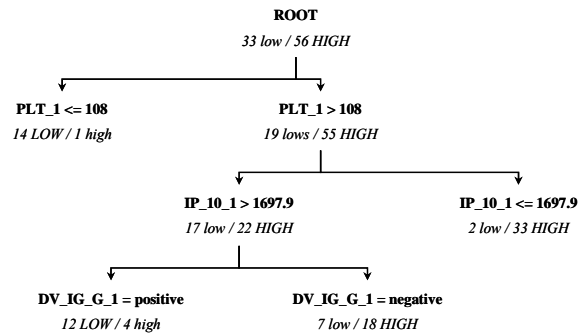 ROOT
33 low / 56 HIGH
PLT_1 <= 108
PLT_1 > 108
14 LOW / 1 high
19 lows / 55 HIGH
IP_10_1 > 1697.9
IP_10_1 <= 1697.9
17 low / 22 HIGH
2 low / 33 HIGH
DV_IG_G_1 = positive
DV_IG_G_1 = negative
12 LOW / 4 high
7 low / 18 HIGH